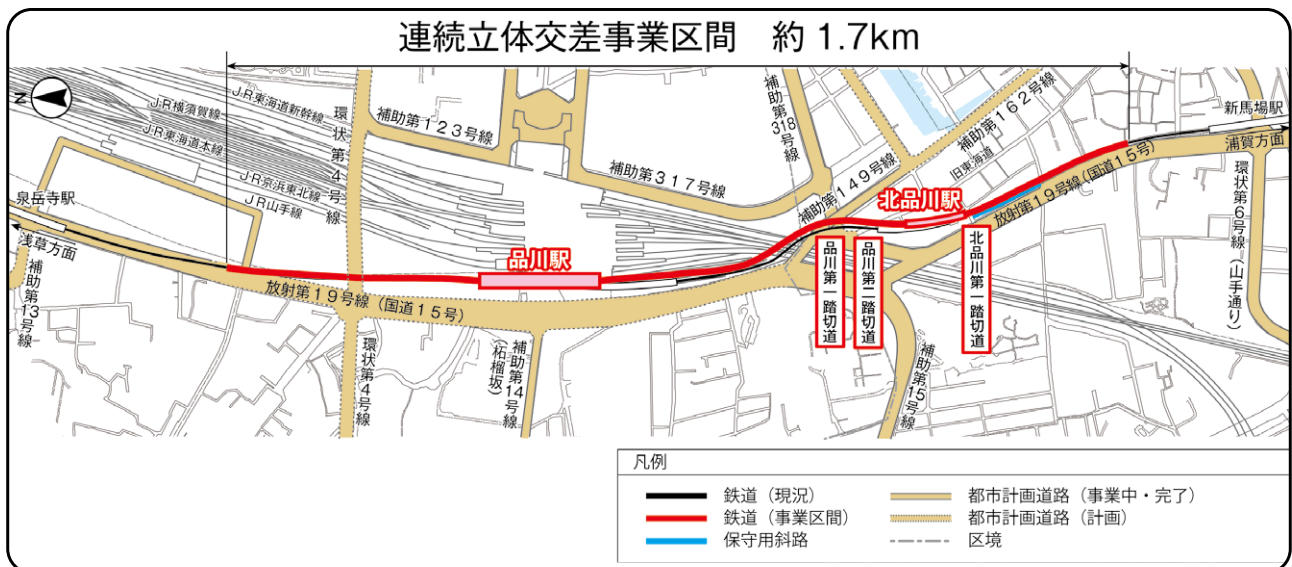 連続立体交差事業区間　約 1.7km
N
JR横須賀線
JR東海道新幹線
JR東海道本線
JR京浜東北線
JR山手線
環状第4号線
補助第123号線
補助第317号線
補助第318号線
補助第149号線
補助第162号線
旧東海道
新馬場駅
浦賀方面
泉岳寺駅
浅草方面
補助第13号線
放射第19号線（国道15号）
品川駅
北品川駅
放射第19号線（国道15号）
環状第6号線（山手通り）
品川第一踏切道
品川第二踏切道
北品川第一踏切道
環状第4号線
補助第14号線
（柘榴坂）
補助第15号線
凡例
鉄道（現況）
鉄道（事業区間）
保守用斜路
都市計画道路（事業中・完了）
都市計画道路（計画）
区境